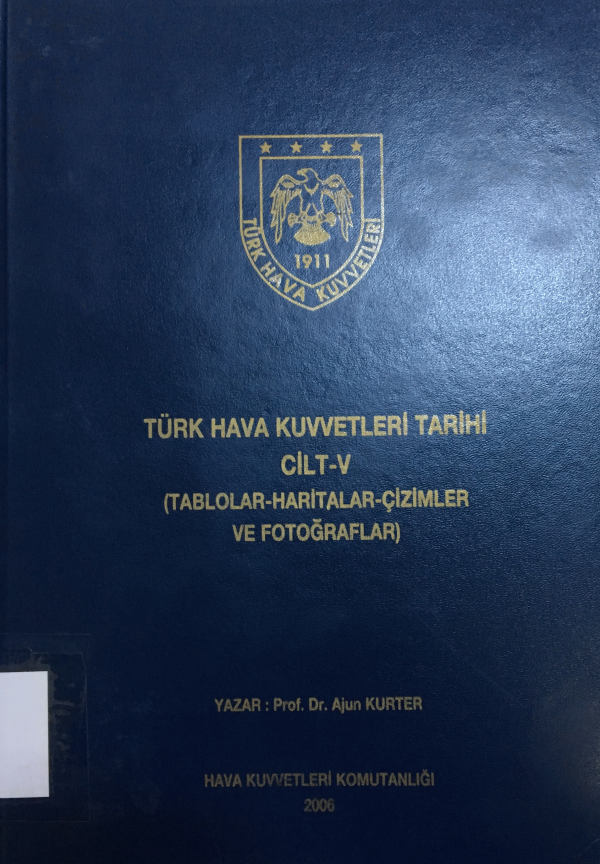 TÜRK HAVA KUVVETLERİ
1911
TÜRK HAVA KUVVETLERİ TARİHİ
CİLT-V
(TABLOLAR-HARİTALAR-ÇİZİMLER
VE FOTOĞRAFLAR)
YAZAR : Prof. Dr. Ajun KURTER
HAVA KUVVETLERİ KOMUTANLIĞI
2006